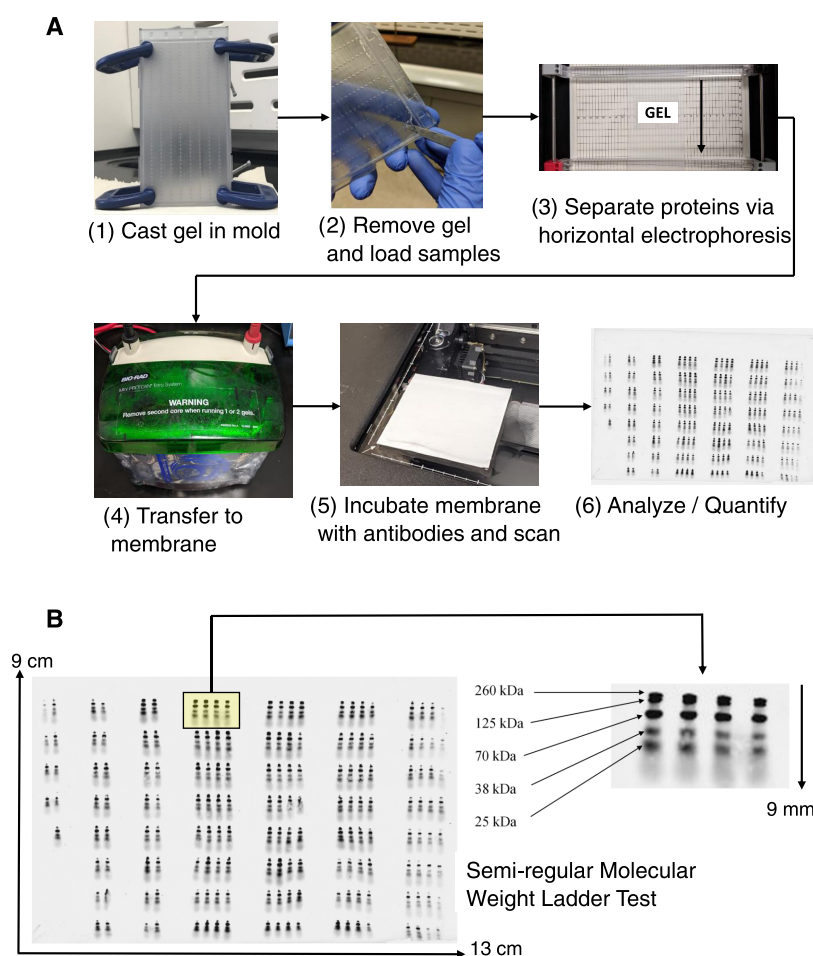 A
(1) Cast gel in mold
(2) Remove gel
and load samples
GEL
(3) Separate proteins via
horizontal electrophoresis
BIO-RAD
WARNING
Remove second core when running 1 or 2 gels.
(4) Transfer to
membrane
(5) Incubate membrane
with antibodies and scan
(6) Analyze / Quantify
B
9 cm
13 cm
260 kDa
125 kDa
70 kDa
38 kDa
25 kDa
9 mm
Semi-regular Molecular
Weight Ladder Test